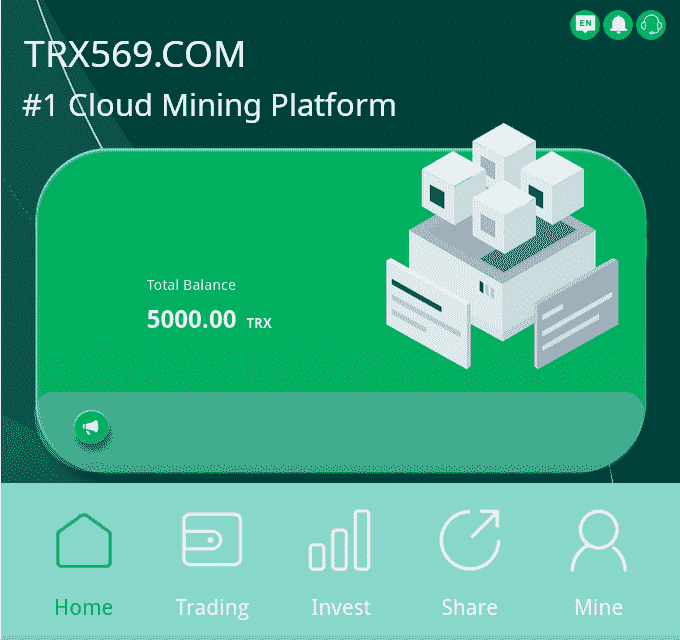 EN
TRX569.COM
#1 Cloud Mining Platform
Total Balance
5000.00 TRX
Home Trading Invest Share Mine